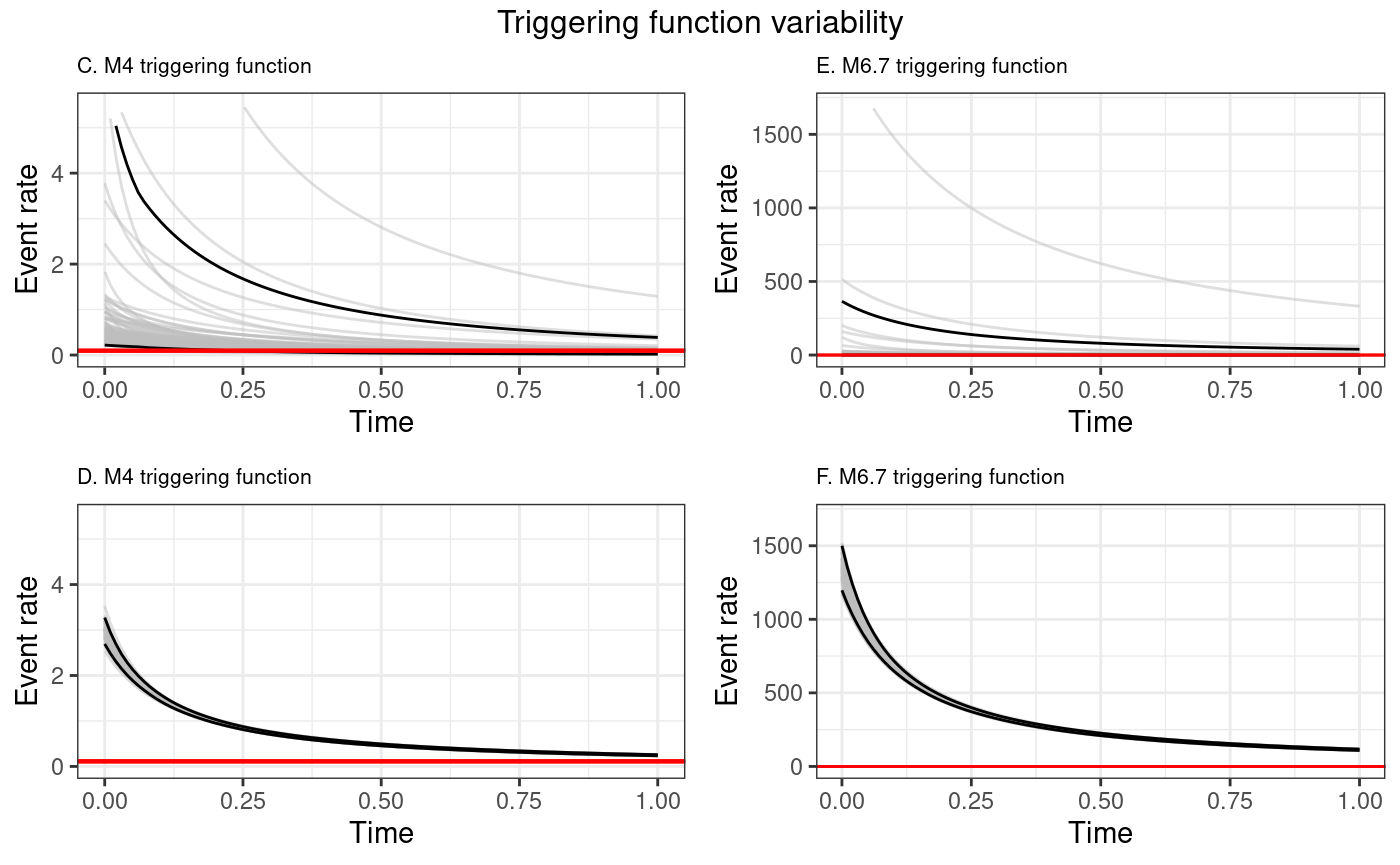 Triggering function variability
C. M4 triggering function
Event rate
4
2
0
0.00 0.25 0.50 0.75 1.00
Time
E. M6.7 triggering function
Event rate
1500
1000
500
0
0.00 0.25 0.50 0.75 1.00
Time
D. M4 triggering function
Event rate
4
2
0
0.00 0.25 0.50 0.75 1.00
Time
F. M6.7 triggering function
Event rate
1500
1000
500
0
0.00 0.25 0.50 0.75 1.00
Time